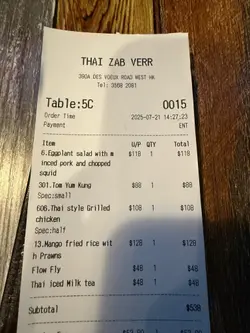 THAI ZAB VERR
390A DES VOEUX ROAD WEST HK
Tel: 3568 2081
Table:5C 0015
Order Time 2025-07-21 14:27:23
Payment ENT
Item U/P QTY Total
6.Eggplant salad with m $118 1 $118
inced pork and chopped
squid
301.Tom Yum Kung $88 1 $88
Spec:small
606.Thai style Grilled $108 1 $108
chicken
Spec:half
13.Mango fried rice wit $128 1 $128
h Prawns
Flow Fly $48 1 $48
Thai iced Milk tea $48 1 $48
Subtotal $538